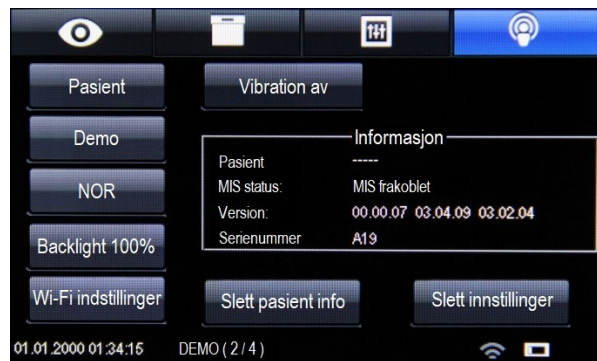 Pasient
Vibration av
Demo
Informasjon
Pasient -----
NOR
MIS status: MIS frakoblet
Version: 00.00.07 03.04.09 03.02.04
Serienummer A19
Backlight 100%
Wi-Fi indstillinger
Slett pasient info
Slett innstillinger
01.01.2000 01:34:15 DEMO ( 2 / 4 )